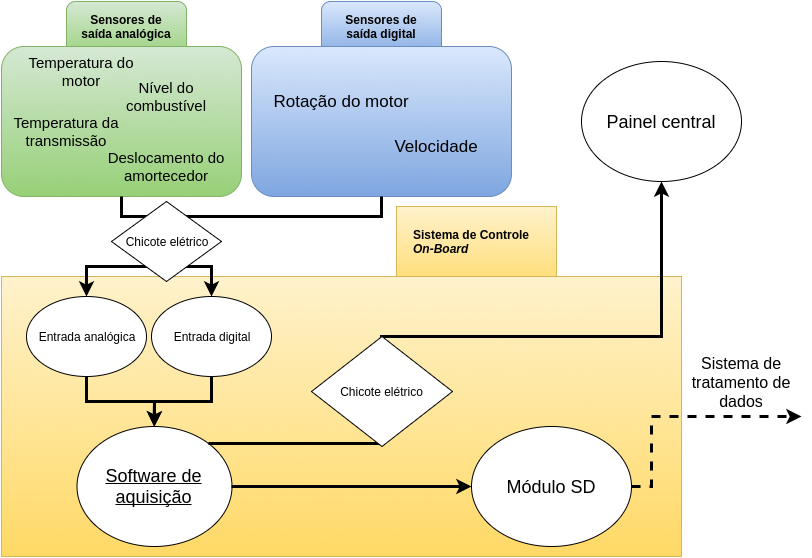 Sensores de
saída analógica
Sensores de
saída digital
Temperatura do
motor
Nível do
combustível
Temperatura da
transmissão
Deslocamento do
amortecedor
Rotação do motor
Velocidade
Painel central
Chicote elétrico
Sistema de Controle
On-Board
Entrada analógica
Entrada digital
Chicote elétrico
Sistema de
tratamento de
dados
Software de
aquisição
Módulo SD